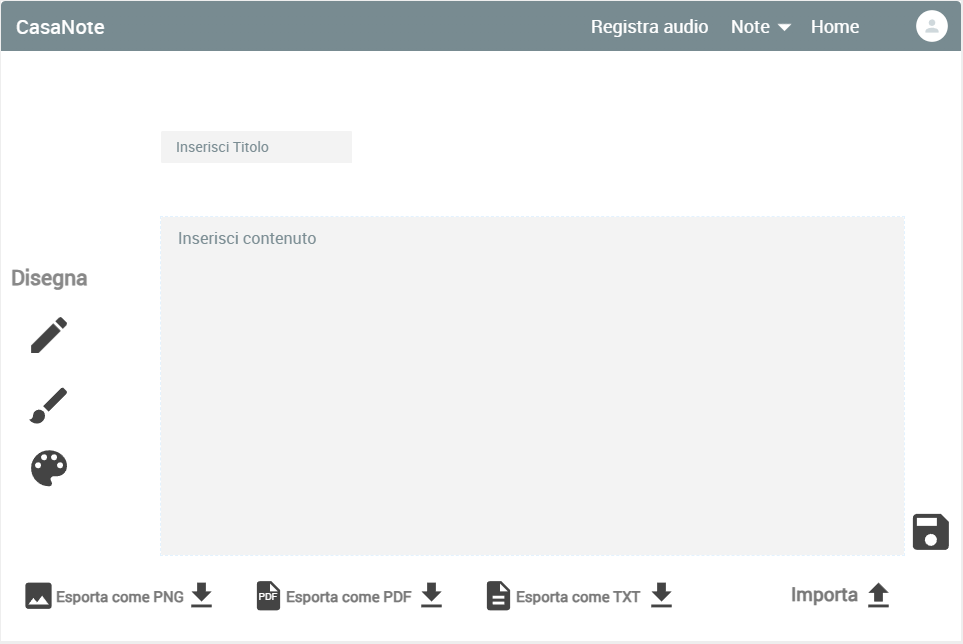 CasaNote
Registra audio
Note
Home
Inserisci Titolo
Inserisci contenuto
Disegna
Esporta come PNG
PDF
Esporta come PDF
Esporta come TXT
Importa